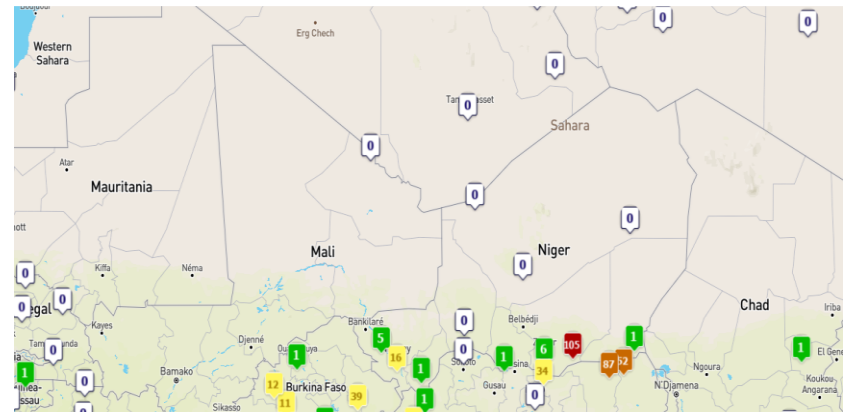 0
0
0
0
Erg Chech
Western
Sahara
0
0
Sahara
0
Atar
Mauritania
0
0
Mali
Niger
0
0
Kiffa
Néma
0
Chad
0
Iriba
Kayes
Bankilaré
0
Belbédji
1
Djenné
5
105
0
1
16
0
1
6
1
1
87
52
Bamako
1
34
Ngoura
0
12
Burkina Faso
Gusau
N'Djamena
Koukou
Angarana
11
39
1
0
Sikasso
0